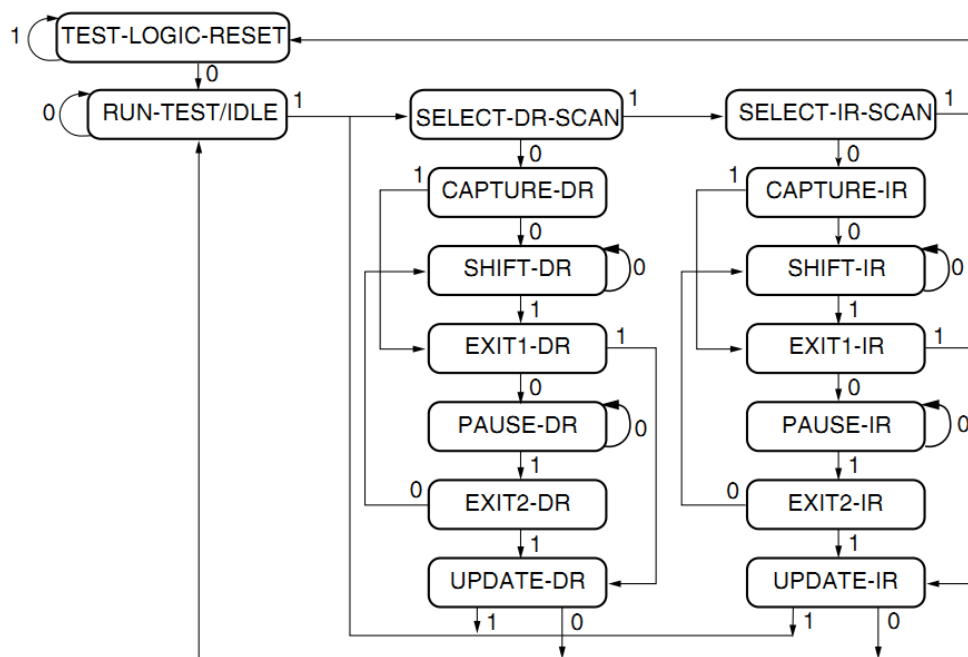 1 TEST-LOGIC-RESET
0
0 RUN-TEST/IDLE 1 SELECT-DR-SCAN 1 SELECT-IR-SCAN 1
0 0
1 CAPTURE-DR 1 CAPTURE-IR
0 0
SHIFT-DR 0 SHIFT-IR 0
1 1
EXIT1-DR 1 EXIT1-IR 1
0 0
PAUSE-DR 0 PAUSE-IR 0
1 1
0 EXIT2-DR 0 EXIT2-IR
1 1
UPDATE-DR UPDATE-IR
1 0 1 0